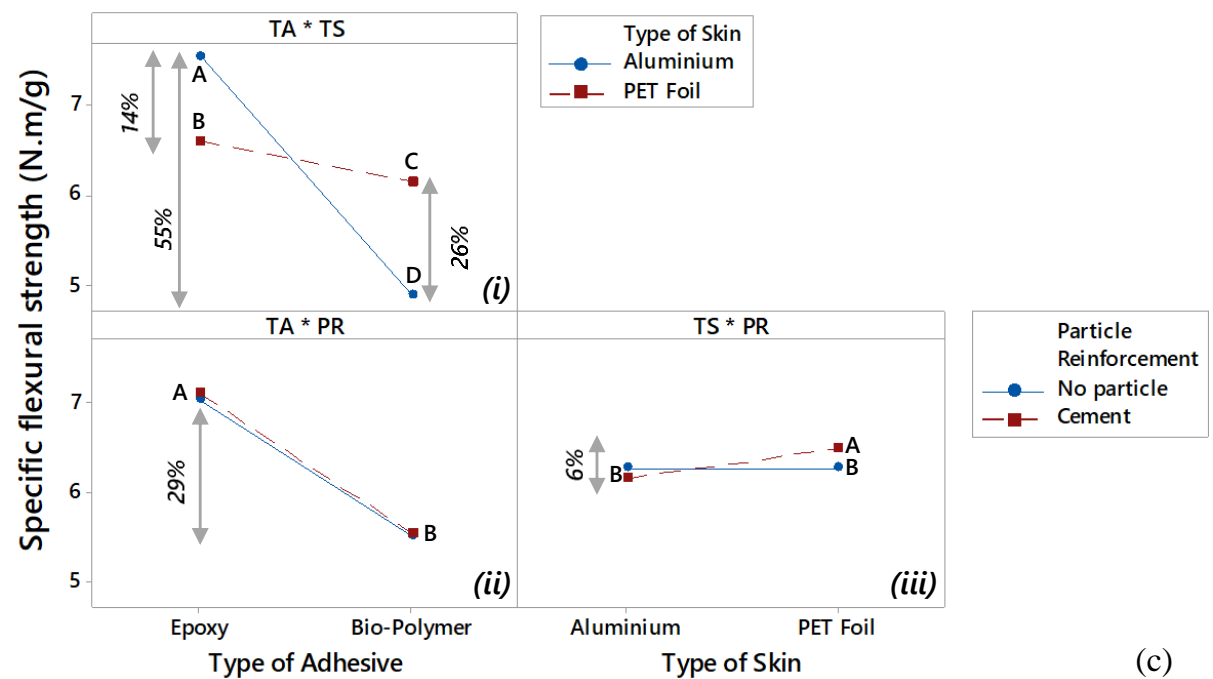 TA * TS
Type of Skin
Aluminium
PET Foil
Specific flexural strength (N.m/g)
7
6
5
14%
55%
26%
A
B
C
D
(i)
TA * PR
TS * PR
Particle
Reinforcement
No particle
Cement
7
6
5
A
29%
B
(ii)
6%
B
A
B
(iii)
Epoxy
Bio-Polymer
Aluminium
PET Foil
Type of Adhesive
Type of Skin
(c)